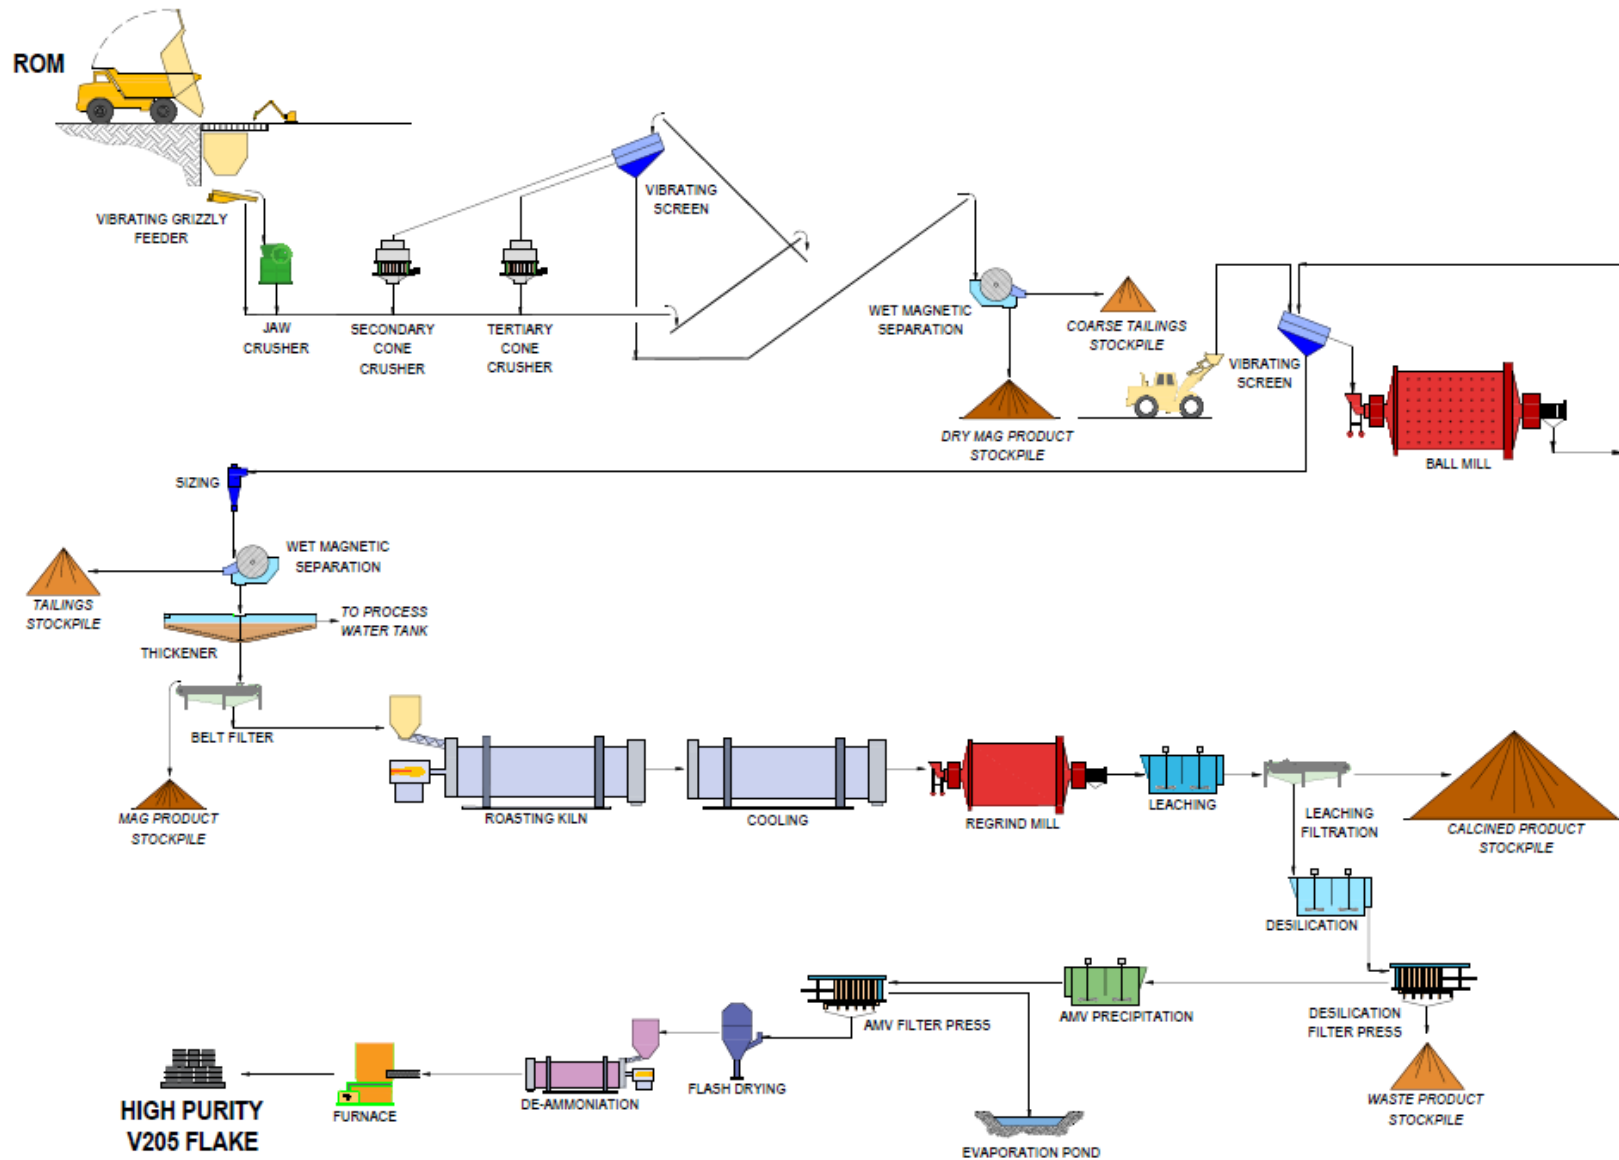 ROM
VIBRATING GRIZZLY
FEEDER
JAW
CRUSHER
SECONDARY
CONE
CRUSHER
TERTIARY
CONE
CRUSHER
VIBRATING
SCREEN
WET MAGNETIC
SEPARATION
COARSE TAILINGS
STOCKPILE
DRY MAG PRODUCT
STOCKPILE
VIBRATING
SCREEN
BALL MILL
SIZING
WET MAGNETIC
SEPARATION
TAILINGS
STOCKPILE
TO PROCESS
WATER TANK
THICKENER
BELT FILTER
MAG PRODUCT
STOCKPILE
ROASTING KILN
COOLING
REGRIND MILL
LEACHING
LEACHING
FILTRATION
CALCINED PRODUCT
STOCKPILE
DESILICATION
DESILICATION
FILTER PRESS
WASTE PRODUCT
STOCKPILE
AMV PRECIPITATION
AMV FILTER PRESS
EVAPORATION POND
FLASH DRYING
DE-AMMONIATION
FURNACE
HIGH PURITY
V205 FLAKE